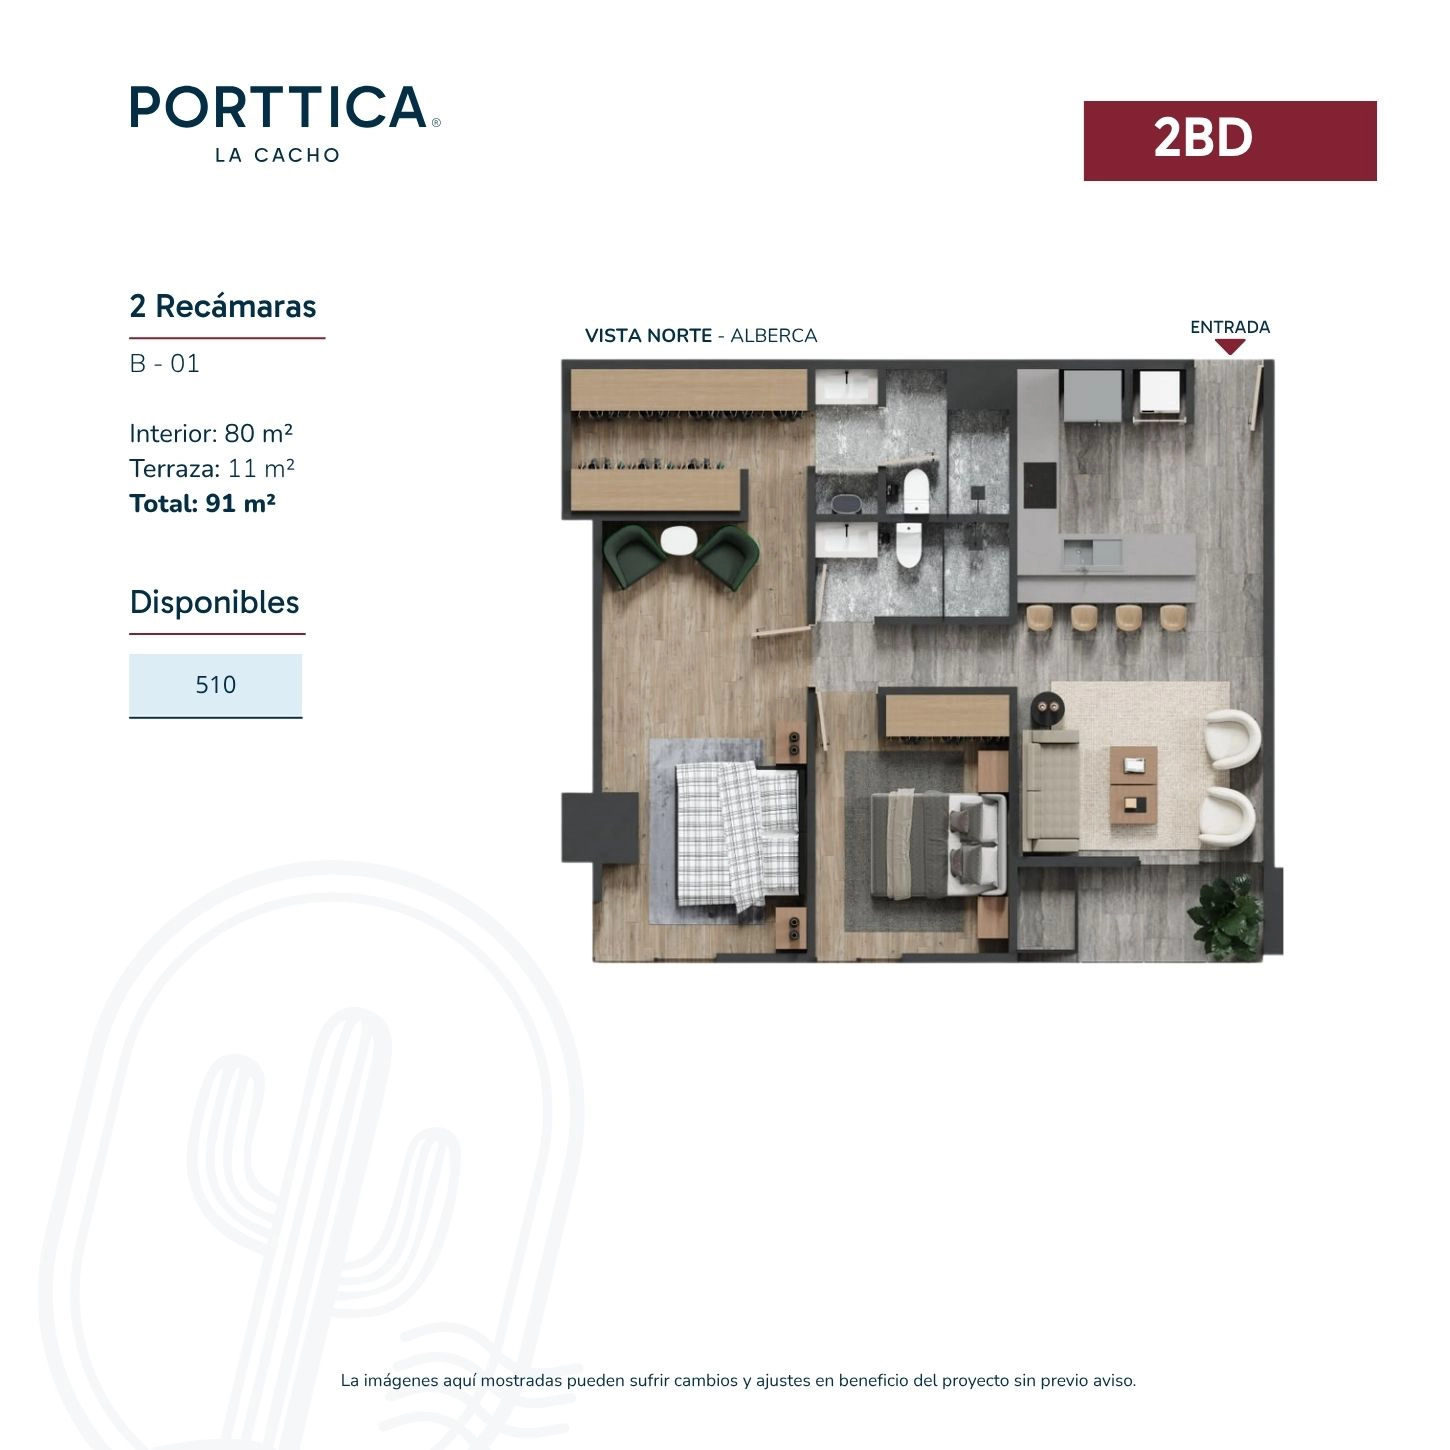 PORTTICA®
LA CACHO
2BD
2 Recámaras
B - 01
Interior: 80 m²
Terraza: 11 m²
Total: 91 m²
Disponibles
510
VISTA NORTE - ALBERCA
ENTRADA
La imágenes aquí mostradas pueden sufrir cambios y ajustes en beneficio del proyecto sin previo aviso.